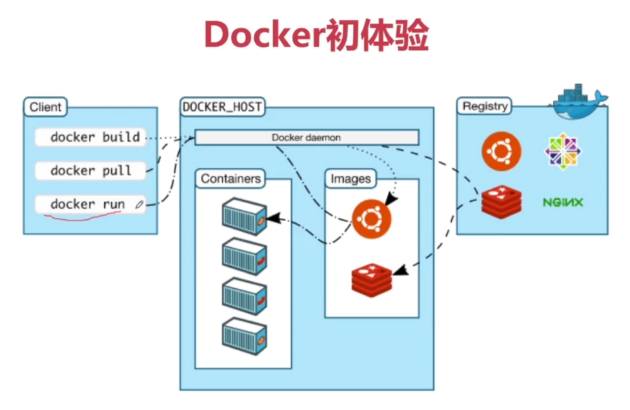 Docker初体验
Client
docker build
docker pull
docker run
DOCKER_HOST
Docker daemon
Containers
Images
Registry
NGINX